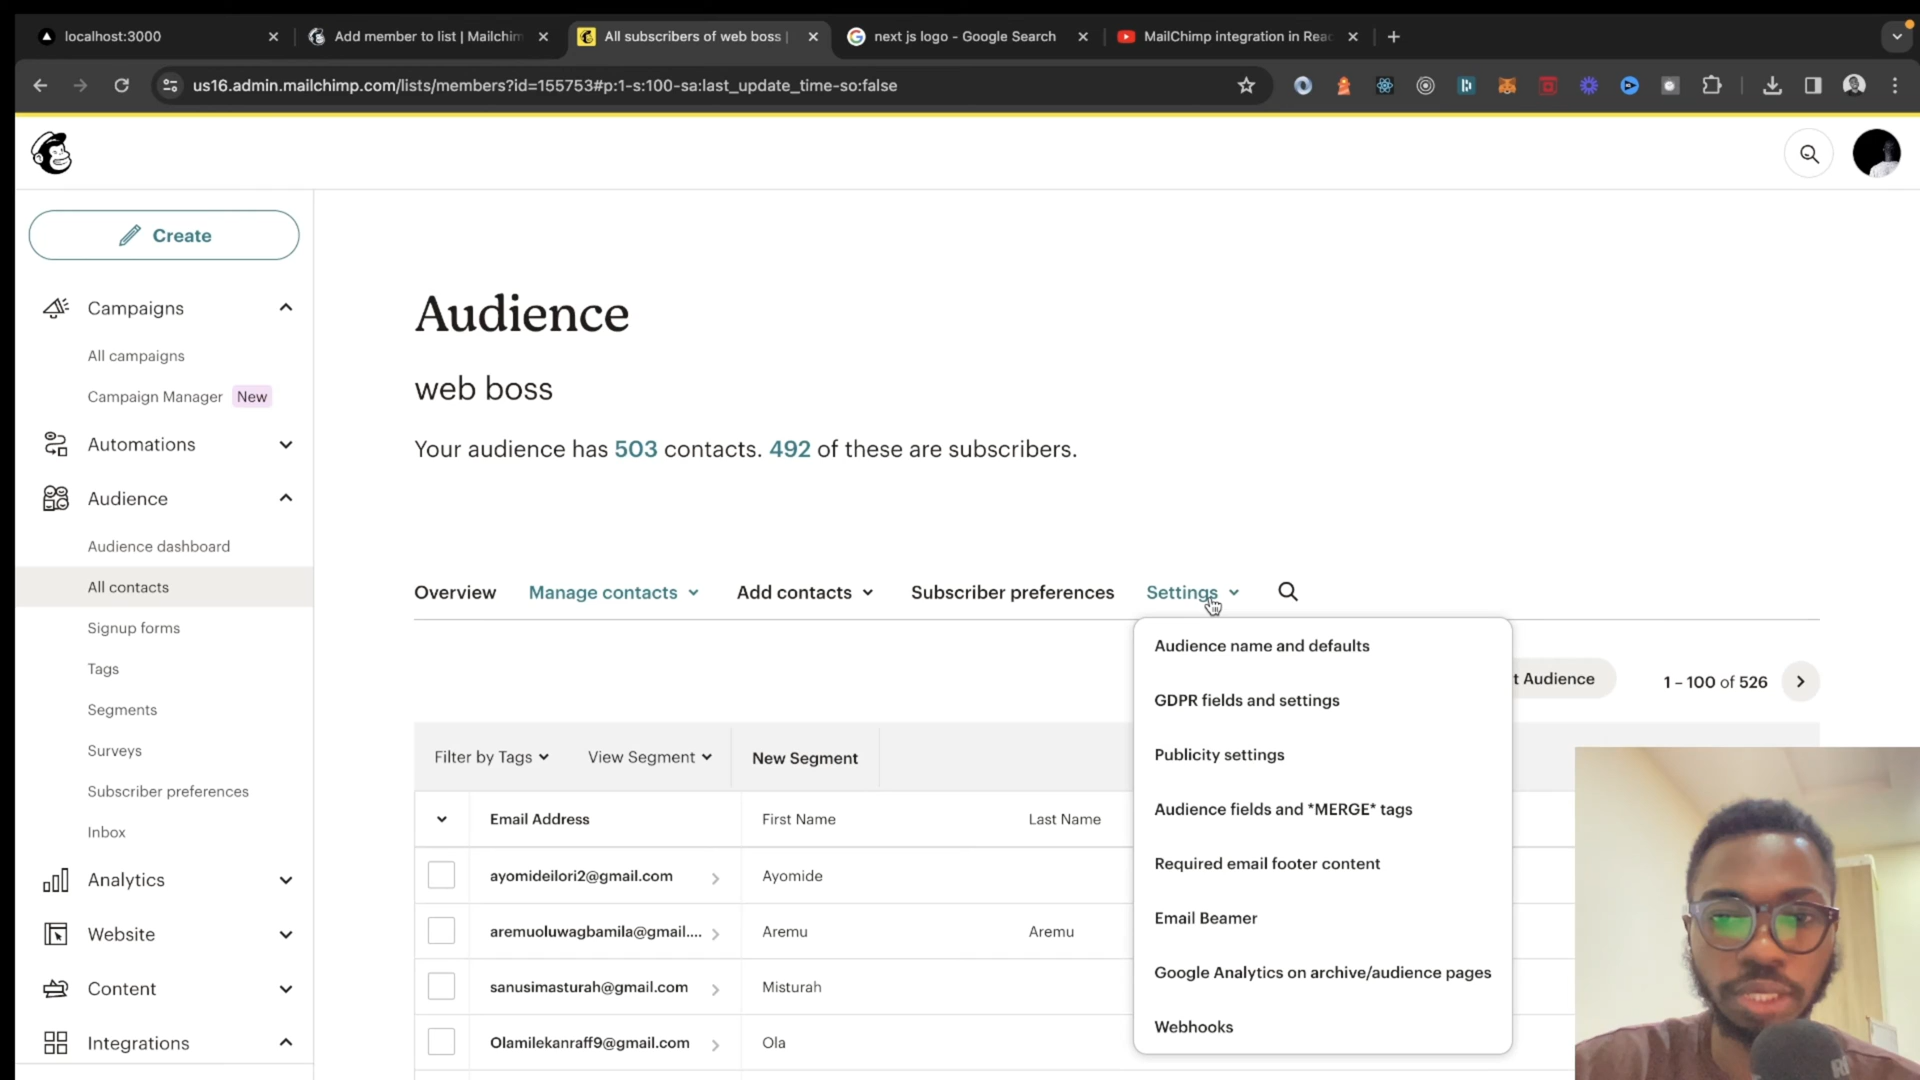 localhost:3000
Add member to list | Mailchim
All subscribers of web boss |
next js logo - Google Search
MailChimp integration in Reac
us16.admin.mailchimp.com/lists/members?id=155753#p:1-s:100-sa:last_update_time-so:false
Create
Campaigns
All campaigns
Campaign Manager New
Automations
Audience
Audience dashboard
All contacts
Signup forms
Tags
Segments
Surveys
Subscriber preferences
Inbox
Analytics
Website
Content
Integrations
Audience
web boss
Your audience has 503 contacts. 492 of these are subscribers.
Overview Manage contacts Add contacts Subscriber preferences Settings
Audience name and defaults
GDPR fields and settings
Publicity settings
Audience fields and *MERGE* tags
Required email footer content
Email Beamer
Google Analytics on archive/audience pages
Webhooks
t Audience
1 – 100 of 526
Filter by Tags View Segment New Segment
Email Address First Name Last Name
ayomideilori2@gmail.com Ayomide
aremuoluwagbamila@gmail.... Aremu Aremu
sanusimasturah@gmail.com Misturah
Olamilekanraff9@gmail.com Ola